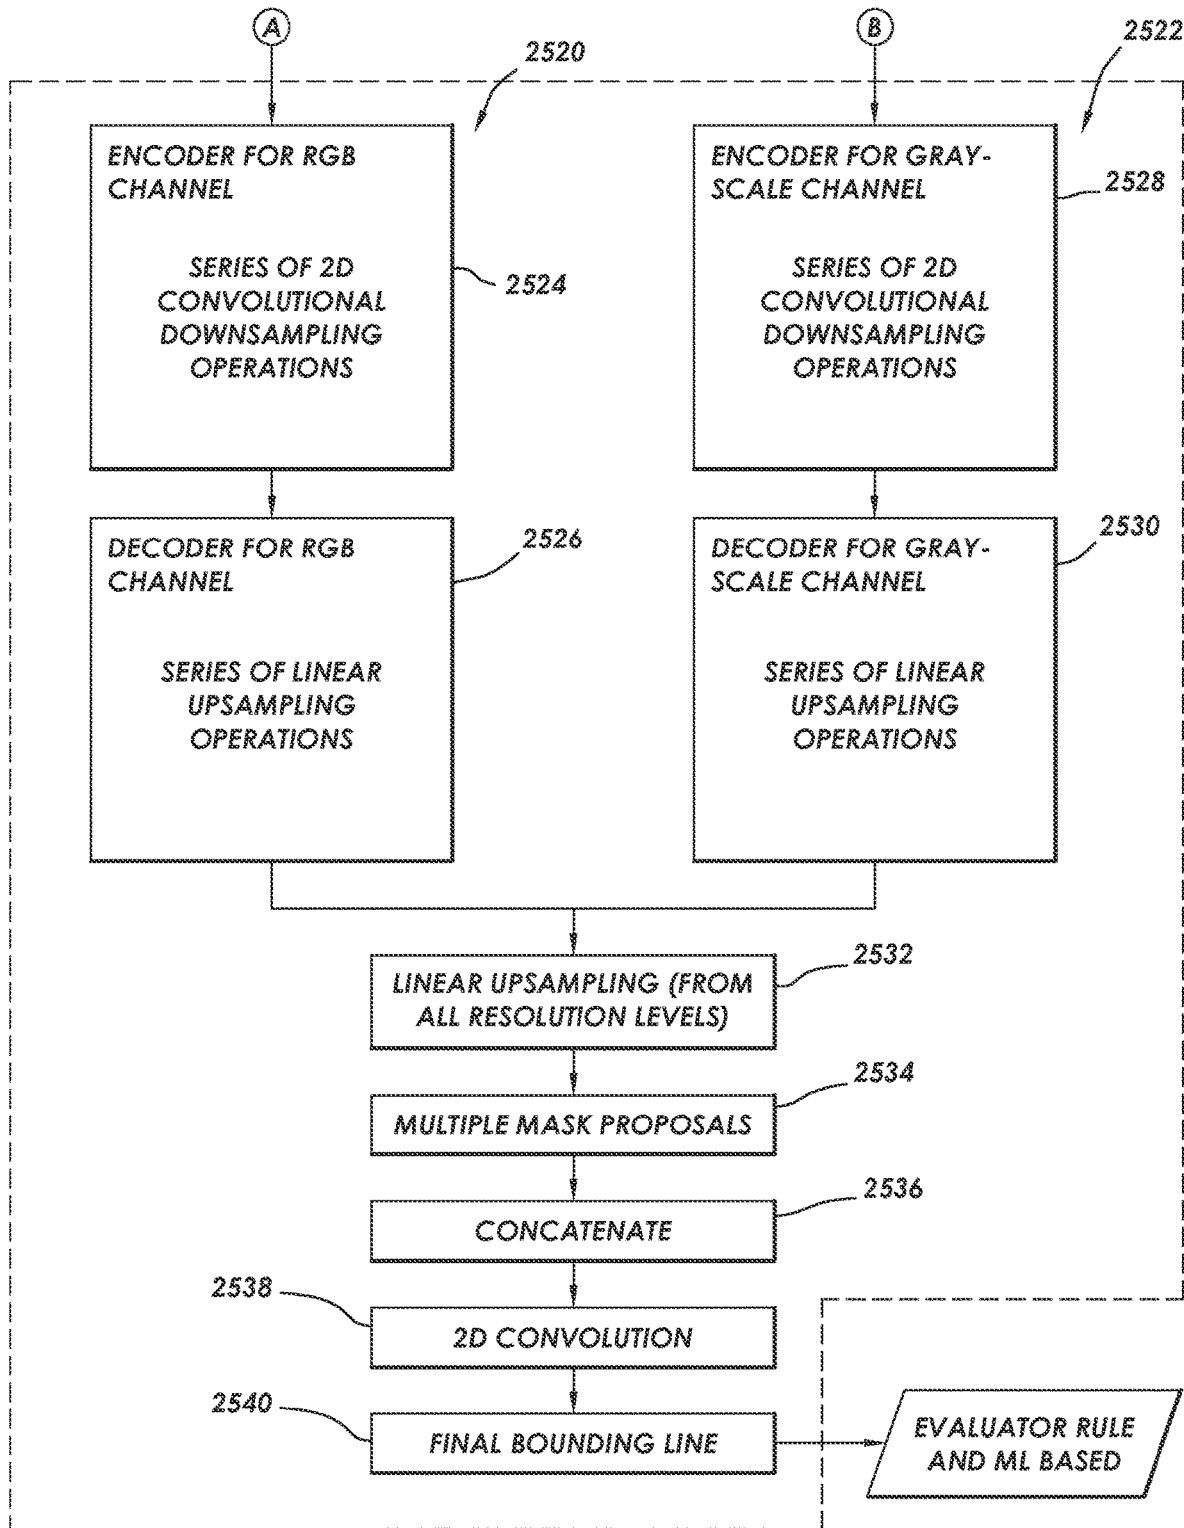 A
B
2520
2522
ENCODER FOR RGB
CHANNEL
SERIES OF 2D
CONVOLUTIONAL
DOWNSAMPLING
OPERATIONS
2524
ENCODER FOR GRAY-
SCALE CHANNEL
SERIES OF 2D
CONVOLUTIONAL
DOWNSAMPLING
OPERATIONS
2528
DECODER FOR RGB
CHANNEL
SERIES OF LINEAR
UPSAMPLING
OPERATIONS
2526
DECODER FOR GRAY-
SCALE CHANNEL
SERIES OF LINEAR
UPSAMPLING
OPERATIONS
2530
LINEAR UPSAMPLING (FROM
ALL RESOLUTION LEVELS)
2532
MULTIPLE MASK PROPOSALS
2534
CONCATENATE
2536
2538
2D CONVOLUTION
2540
FINAL BOUNDING LINE
EVALUATOR RULE
AND ML BASED